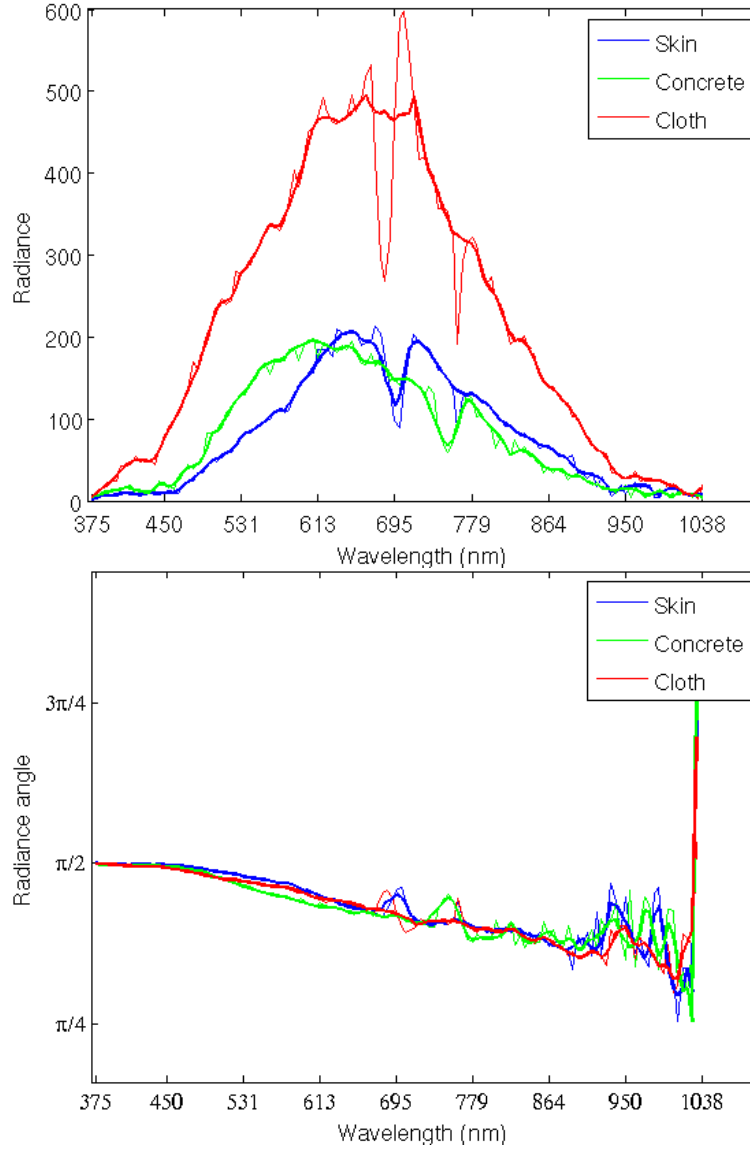 600
500
400
300
200
100
0
Radiance
Skin
Concrete
Cloth
375 450 531 613 695 779 864 950 1038
Wavelength (nm)
3π/4
π/2
π/4
Radiance angle
Skin
Concrete
Cloth
375 450 531 613 695 779 864 950 1038
Wavelength (nm)